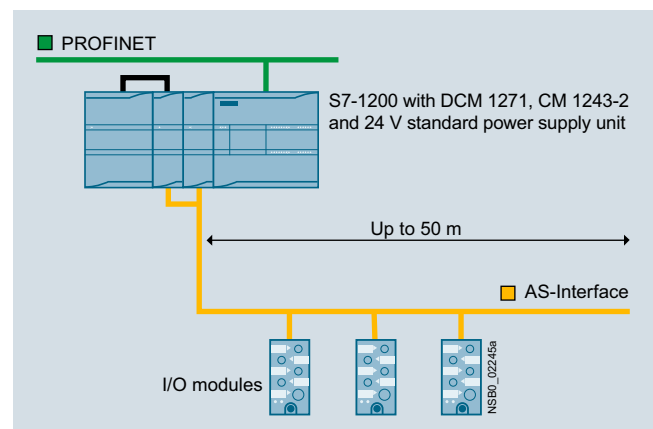 PROFINET
S7-1200 with DCM 1271, CM 1243-2
and 24 V standard power supply unit
Up to 50 m
AS-Interface
I/O modules
NSB0_02245a